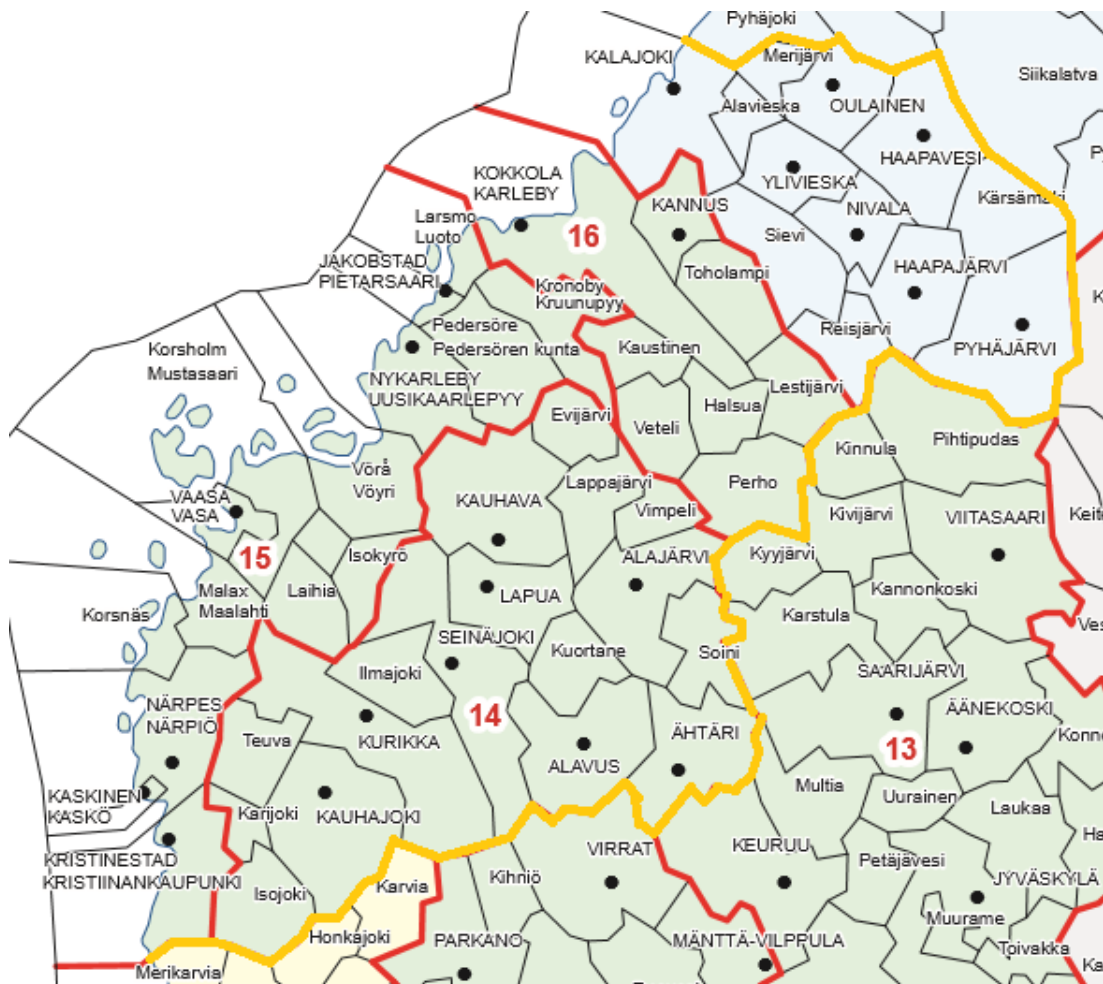 Pyhäjoki
Merijärvi
KALAJOKI
Siikalatva
Alavieska
OULAINEN
HAAPAVESI
KOKKOLA
KARLEBY
YLIVIESKA
Kärsämäki
Larsmo
Luoto
16
KANNUS
NIVALA
Sievi
JAKOBSTAD
PIETARSAARI
Toholampi
HAAPAJÄRVI
Kronoby
Kruunupyy
Pedersöre
Pedersören kunta
Reisjärvi
PYHÄJÄRVI
Korsholm
Mustasaari
Kaustinen
NYKARLEBY
UUSIKAARLEPYY
Lestijärvi
Halsua
Evijärvi
Veteli
Kinnula
Pihtipudas
Vörå
Vöyri
Lappajärvi
Perho
VAASA
VASA
KAUHAVA
Vimpeli
Kivijärvi
VIITASAARI
Keite
15
Isokyrö
ALAJÄRVI
Kyyjärvi
Malax
Maalahti
Laihia
LAPUA
Kannonkoski
Korsnäs
Karstula
Ves
SEINÄJOKI
Ilmajoki
Kuortane
Soini
SAARIJÄRVI
NÄRPES
NÄRPIÖ
14
ÄÄNEKOSKI
Teuva
KURIKKA
ÄHTÄRI
13
Konne
ALAVUS
KASKINEN
KASKÖ
Karijoki
KAUHAJOKI
Multia
Uurainen
Laukaa
Ha
KRISTINESTAD
KRISTIINANKAUPUNKI
VIRRAT
KEURUU
Petäjävesi
Isojoki
Karvia
Kihniö
JYVÄSKYLÄ
Muurame
Honkajoki
PARKANO
MÄNTTÄ-VILPPULA
Toivakka
Merikarvia
Ka